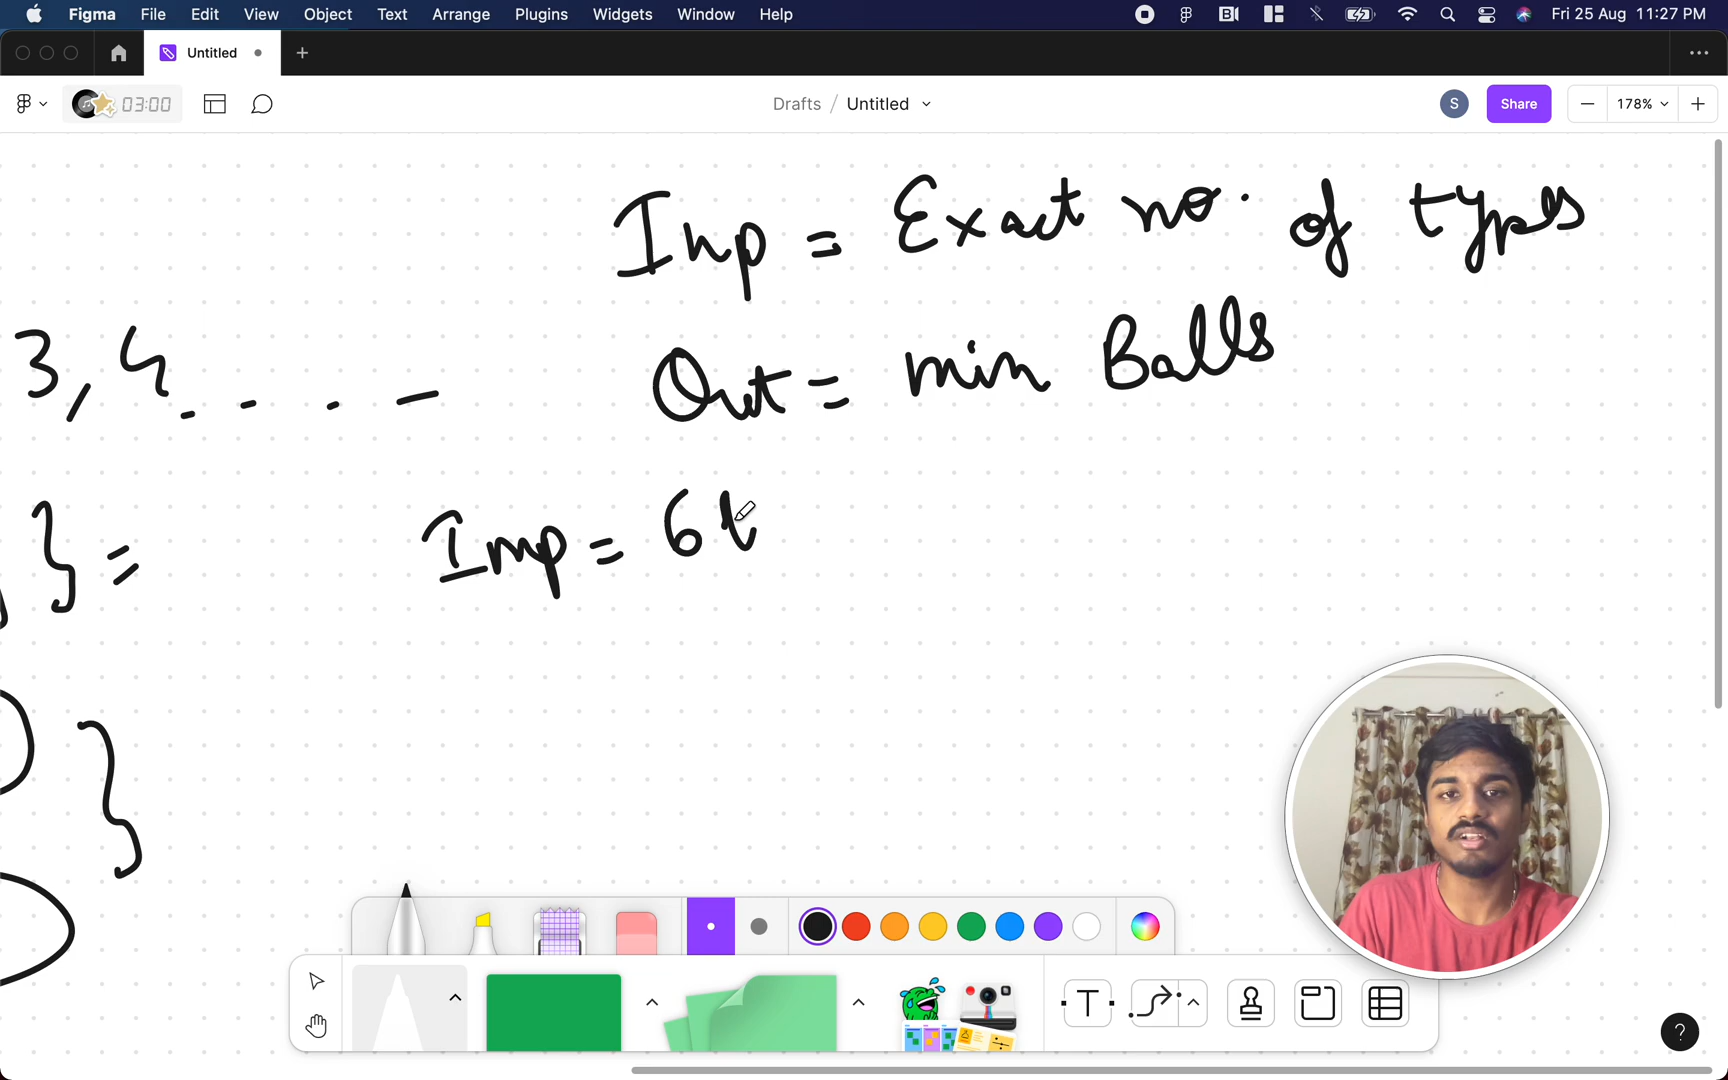 Figma File Edit View Object Text Arrange Plugins Widgets Window Help Fri 25 Aug 11:27 PM
Untitled
03:00 Drafts / Untitled S Share 178%
Inp = Exact no. of types
3, 4 . . . . — Out = min Balls
} = Inp = 6 t
}
T
?